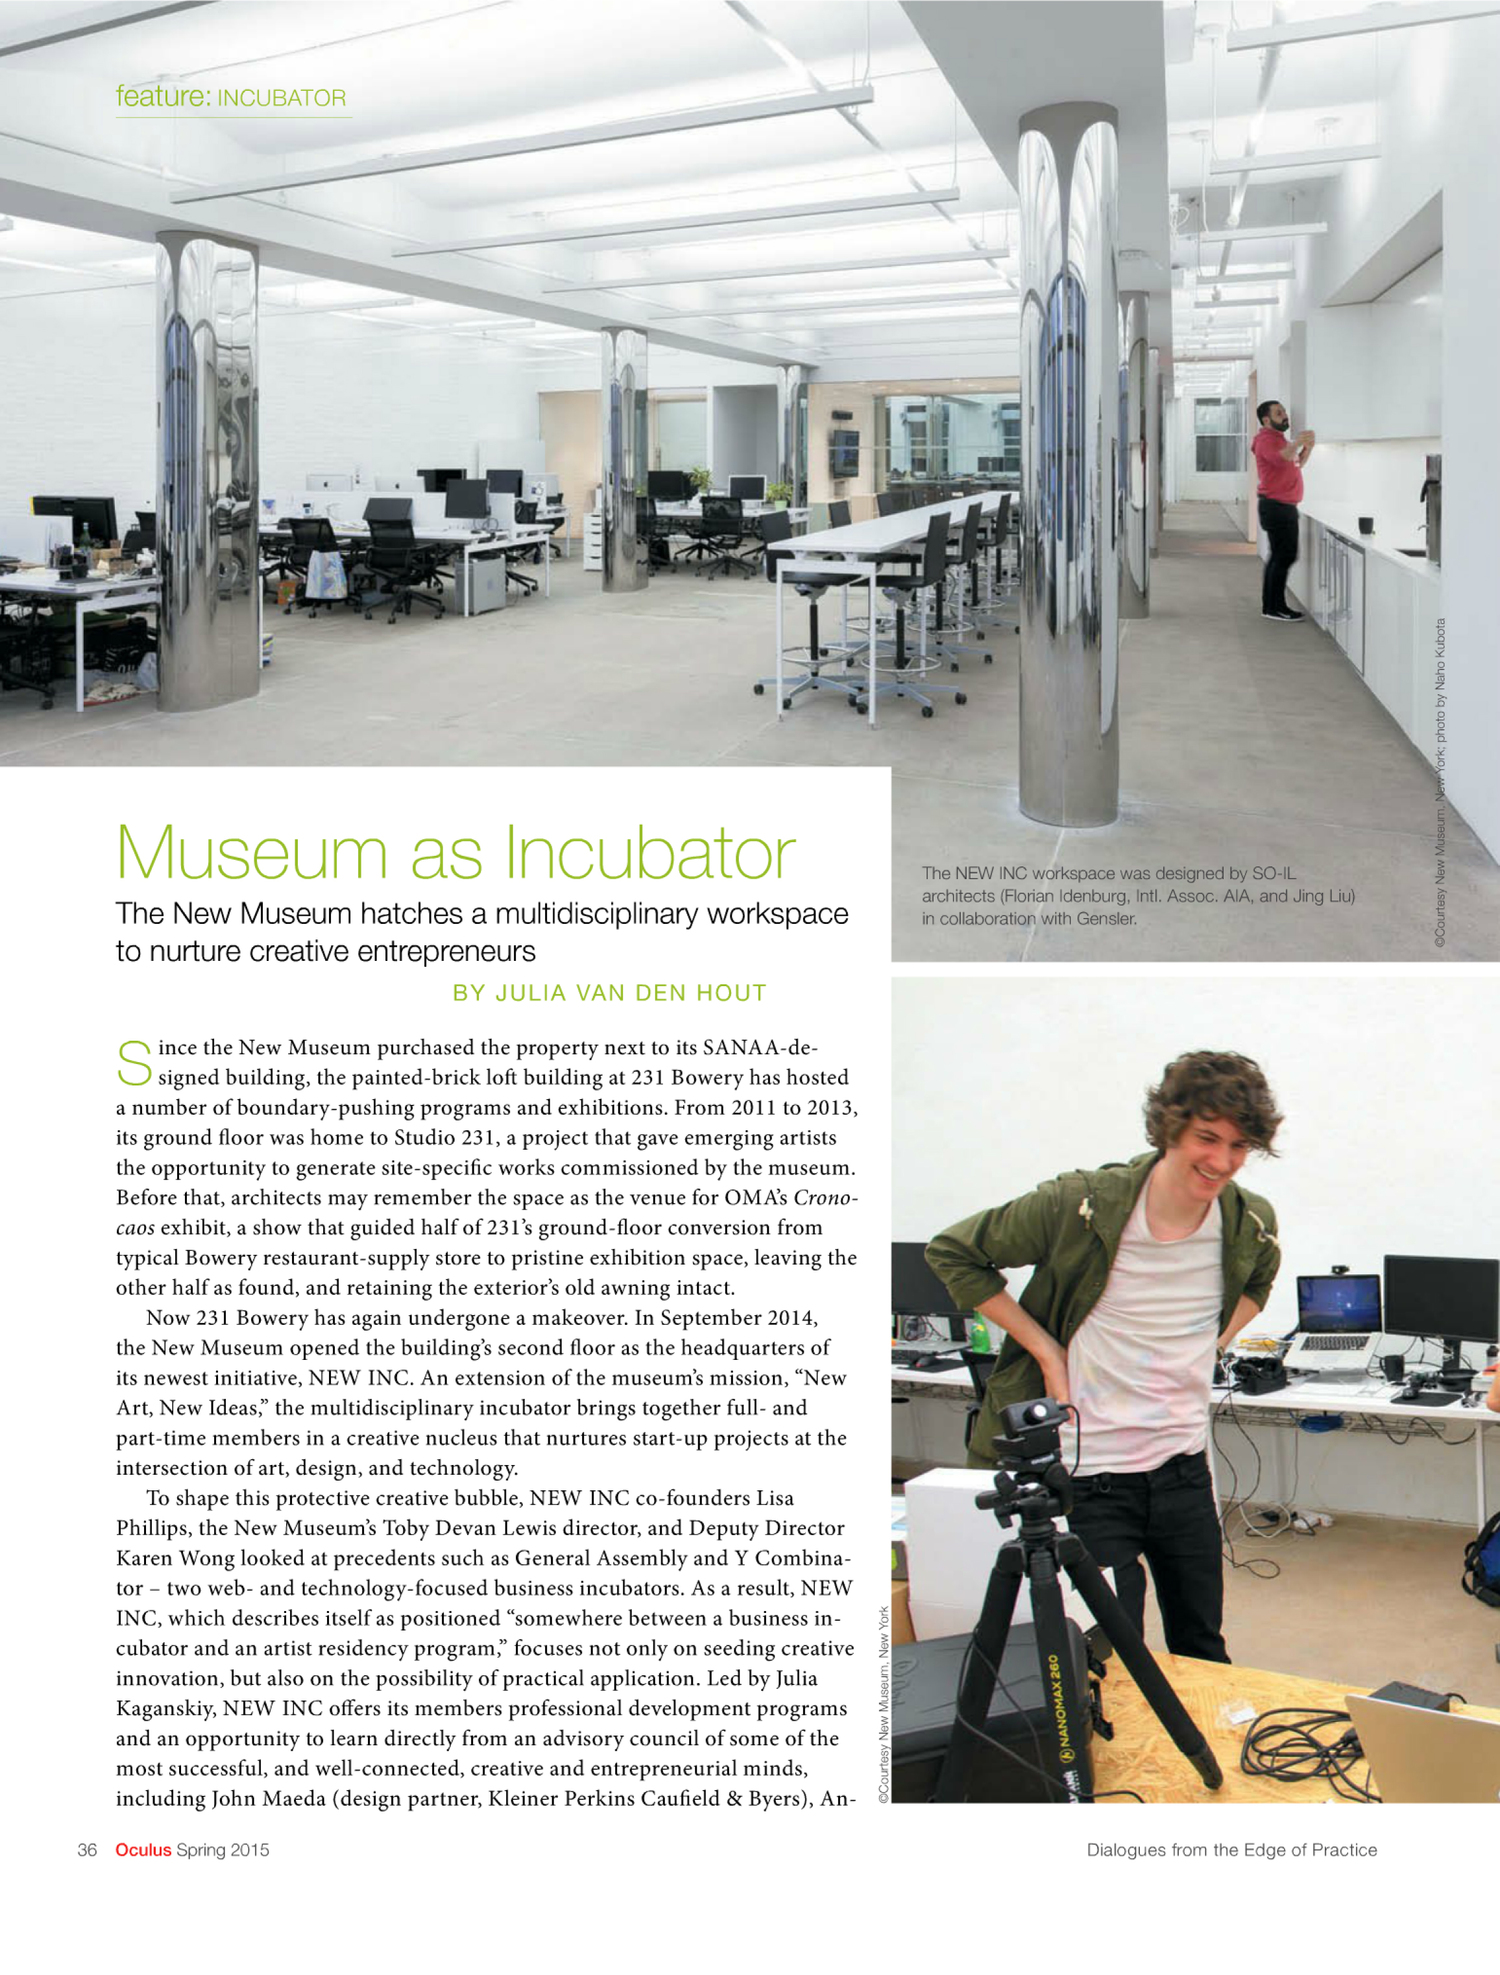 feature: INCUBATOR
©Courtesy New Museum, New York; photo by Naho Kubota
The NEW INC workspace was designed by SO-IL
architects (Florian Idenburg, Intl. Assoc. AIA, and Jing Liu)
in collaboration with Gensler.
Museum as Incubator
The New Museum hatches a multidisciplinary workspace
to nurture creative entrepreneurs
BY JULIA VAN DEN HOUT
Since the New Museum purchased the property next to its SANAA-de-
signed building, the painted-brick loft building at 231 Bowery has hosted
a number of boundary-pushing programs and exhibitions. From 2011 to 2013,
its ground floor was home to Studio 231, a project that gave emerging artists
the opportunity to generate site-specific works commissioned by the museum.
Before that, architects may remember the space as the venue for OMA’s Crono-
caos exhibit, a show that guided half of 231’s ground-floor conversion from
typical Bowery restaurant-supply store to pristine exhibition space, leaving the
other half as found, and retaining the exterior’s old awning intact.
Now 231 Bowery has again undergone a makeover. In September 2014,
the New Museum opened the building’s second floor as the headquarters of
its newest initiative, NEW INC. An extension of the museum’s mission, “New
Art, New Ideas,” the multidisciplinary incubator brings together full- and
part-time members in a creative nucleus that nurtures start-up projects at the
intersection of art, design, and technology.
To shape this protective creative bubble, NEW INC co-founders Lisa
Phillips, the New Museum’s Toby Devan Lewis director, and Deputy Director
Karen Wong looked at precedents such as General Assembly and Y Combina-
tor – two web- and technology-focused business incubators. As a result, NEW
INC, which describes itself as positioned “somewhere between a business in-
cubator and an artist residency program,” focuses not only on seeding creative
innovation, but also on the possibility of practical application. Led by Julia
Kaganskiy, NEW INC offers its members professional development programs
and an opportunity to learn directly from an advisory council of some of the
most successful, and well-connected, creative and entrepreneurial minds,
including John Maeda (design partner, Kleiner Perkins Caufield & Byers), An-
©Courtesy New Museum, New York
NANOMAX 260
36 Oculus Spring 2015
Dialogues from the Edge of Practice